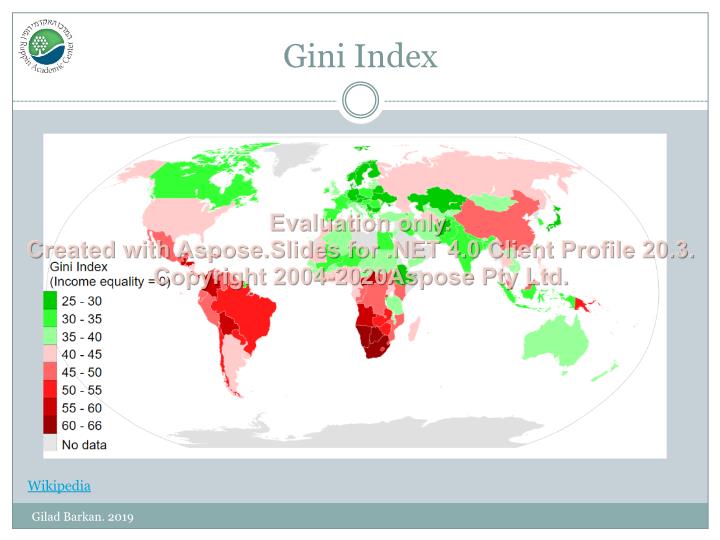 המרכז האקדמי רופין
Ruppin Academic Center
Gini Index
Evaluation only.
Created with Aspose.Slides for .NET 4.0 Client Profile 20.3.
Copyright 2004-2020Aspose Pty Ltd.
Gini Index
(Income equality = 0)
25 - 30
30 - 35
35 - 40
40 - 45
45 - 50
50 - 55
55 - 60
60 - 66
No data
Wikipedia
Gilad Barkan. 2019